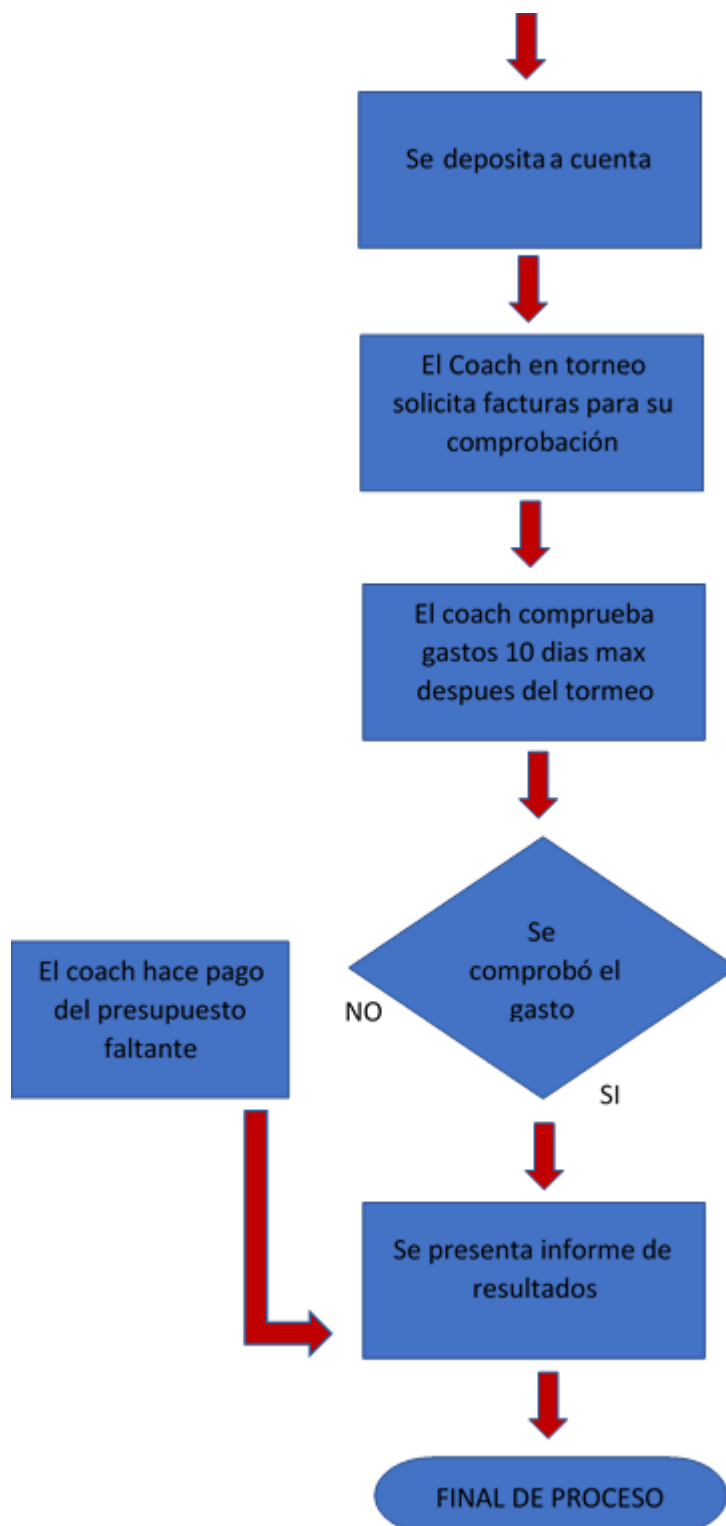 Se deposita a cuenta
El Coach en torneo
solicita facturas para su
comprobación
El coach comprueba
gastos 10 dias max
despues del tormeo
Se
comprobó el
gasto
NO
SI
El coach hace pago
del presupuesto
faltante
Se presenta informe de
resultados
FINAL DE PROCESO